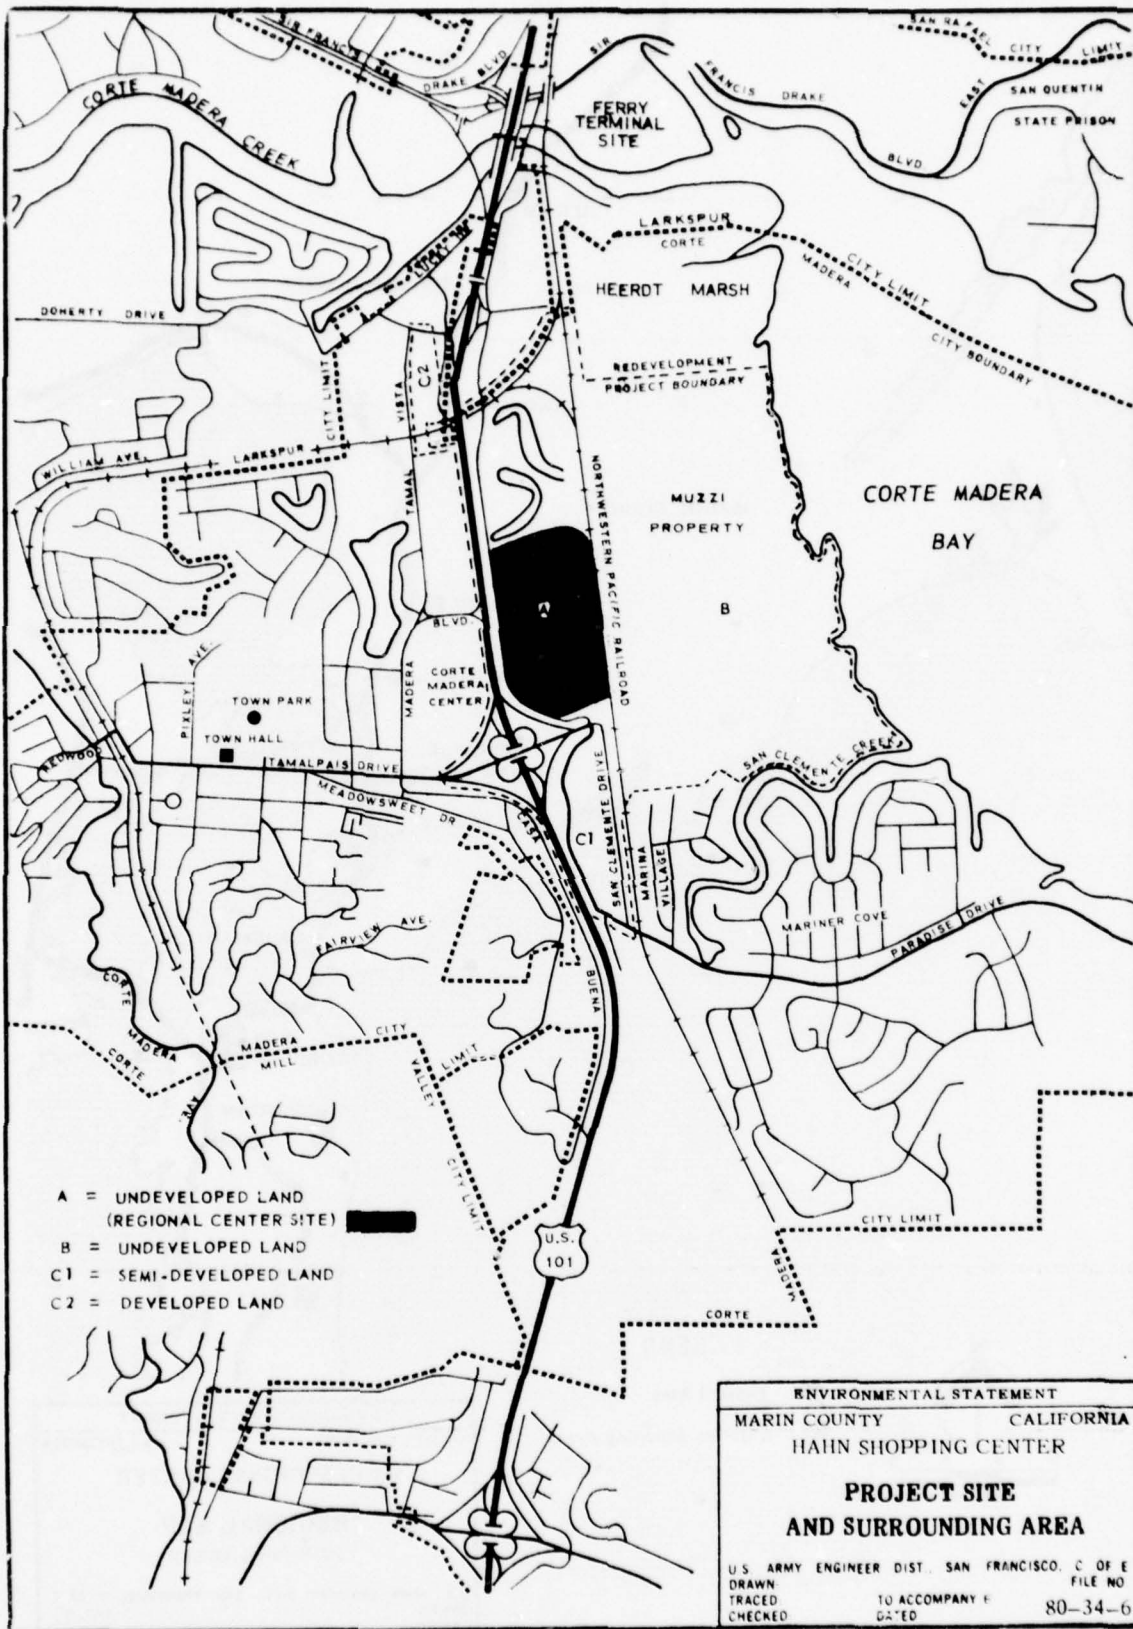 SIR FRANCIS
DRAKE BLVD.
SIR
FRANCIS DRAKE
BLVD
EAST
SAN RAFAEL
CITY LIMIT
SAN QUENTIN
STATE PRISON
CORTE MADERA
CREEK
FERRY
TERMINAL
SITE
LARKSPUR
CORTE
MADERA
CITY LIMIT
CITY BOUNDARY
HEERDT MARSH
LUCKY DR.
DOHERTY DRIVE
REDEVELOPMENT
PROJECT BOUNDARY
CITY LIMIT
VISTA
C2
TAMAL
WILLIAM AVE.
LARKSPUR
NORTHWESTERN PACIFIC RAILROAD
MUZZI
PROPERTY
CORTE MADERA
BAY
A
B
BLVD.
MADERA
CORTE
MADERA
CENTER
PIXLEY AVE.
TOWN PARK
TOWN HALL
REDWOOD
TAMALPAIS DRIVE
MEADOWSWEET DR
CASA
BUENA
C1
SAN CLEMENTE DRIVE
SAN CLEMENTE CREEK
MARINA
VILLAGE
MARINER COVE
PARADISE DRIVE
FAIRVIEW AVE.
CORTE MADERA
CORTE
MADERA
MILL
CITY
VALLEY
LIMIT
CITY LIMIT
A = UNDEVELOPED LAND
(REGIONAL CENTER SITE)
B = UNDEVELOPED LAND
C1 = SEMI-DEVELOPED LAND
C2 = DEVELOPED LAND
U.S.
101
CITY LIMIT
MADERA
CORTE
ENVIRONMENTAL STATEMENT
MARIN COUNTY CALIFORNIA
HAHN SHOPPING CENTER
PROJECT SITE
AND SURROUNDING AREA
U S ARMY ENGINEER DIST., SAN FRANCISCO, C OF E
DRAWN FILE NO
TRACED TO ACCOMPANY
CHECKED DATED 80-34-6